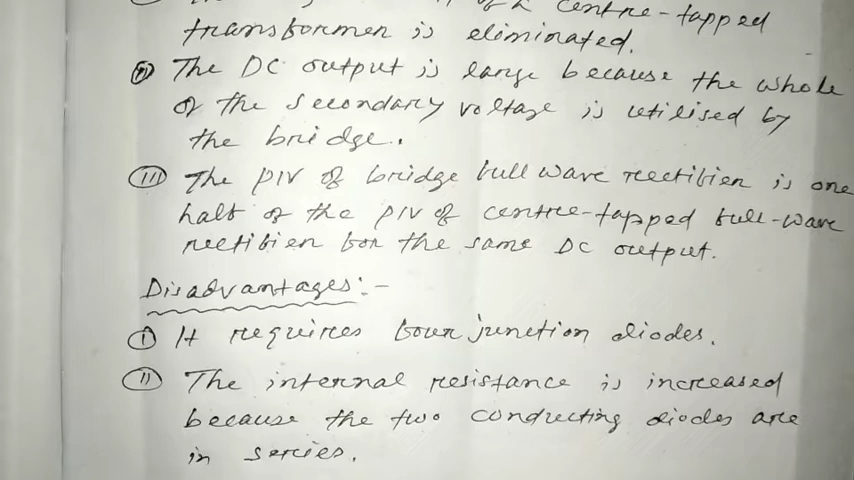 of a centre-tapped
transformer is eliminated.
(ii) The DC output is large because the whole
of the secondary voltage is utilised by
the bridge.
(iii) The PIV of bridge full wave rectifier is one
half of the PIV of centre-tapped full-wave
rectifier for the same DC output.
Disadvantages:-
(i) It requires four junction diodes.
(ii) The internal resistance is increased
because the two conducting diodes are
in series.